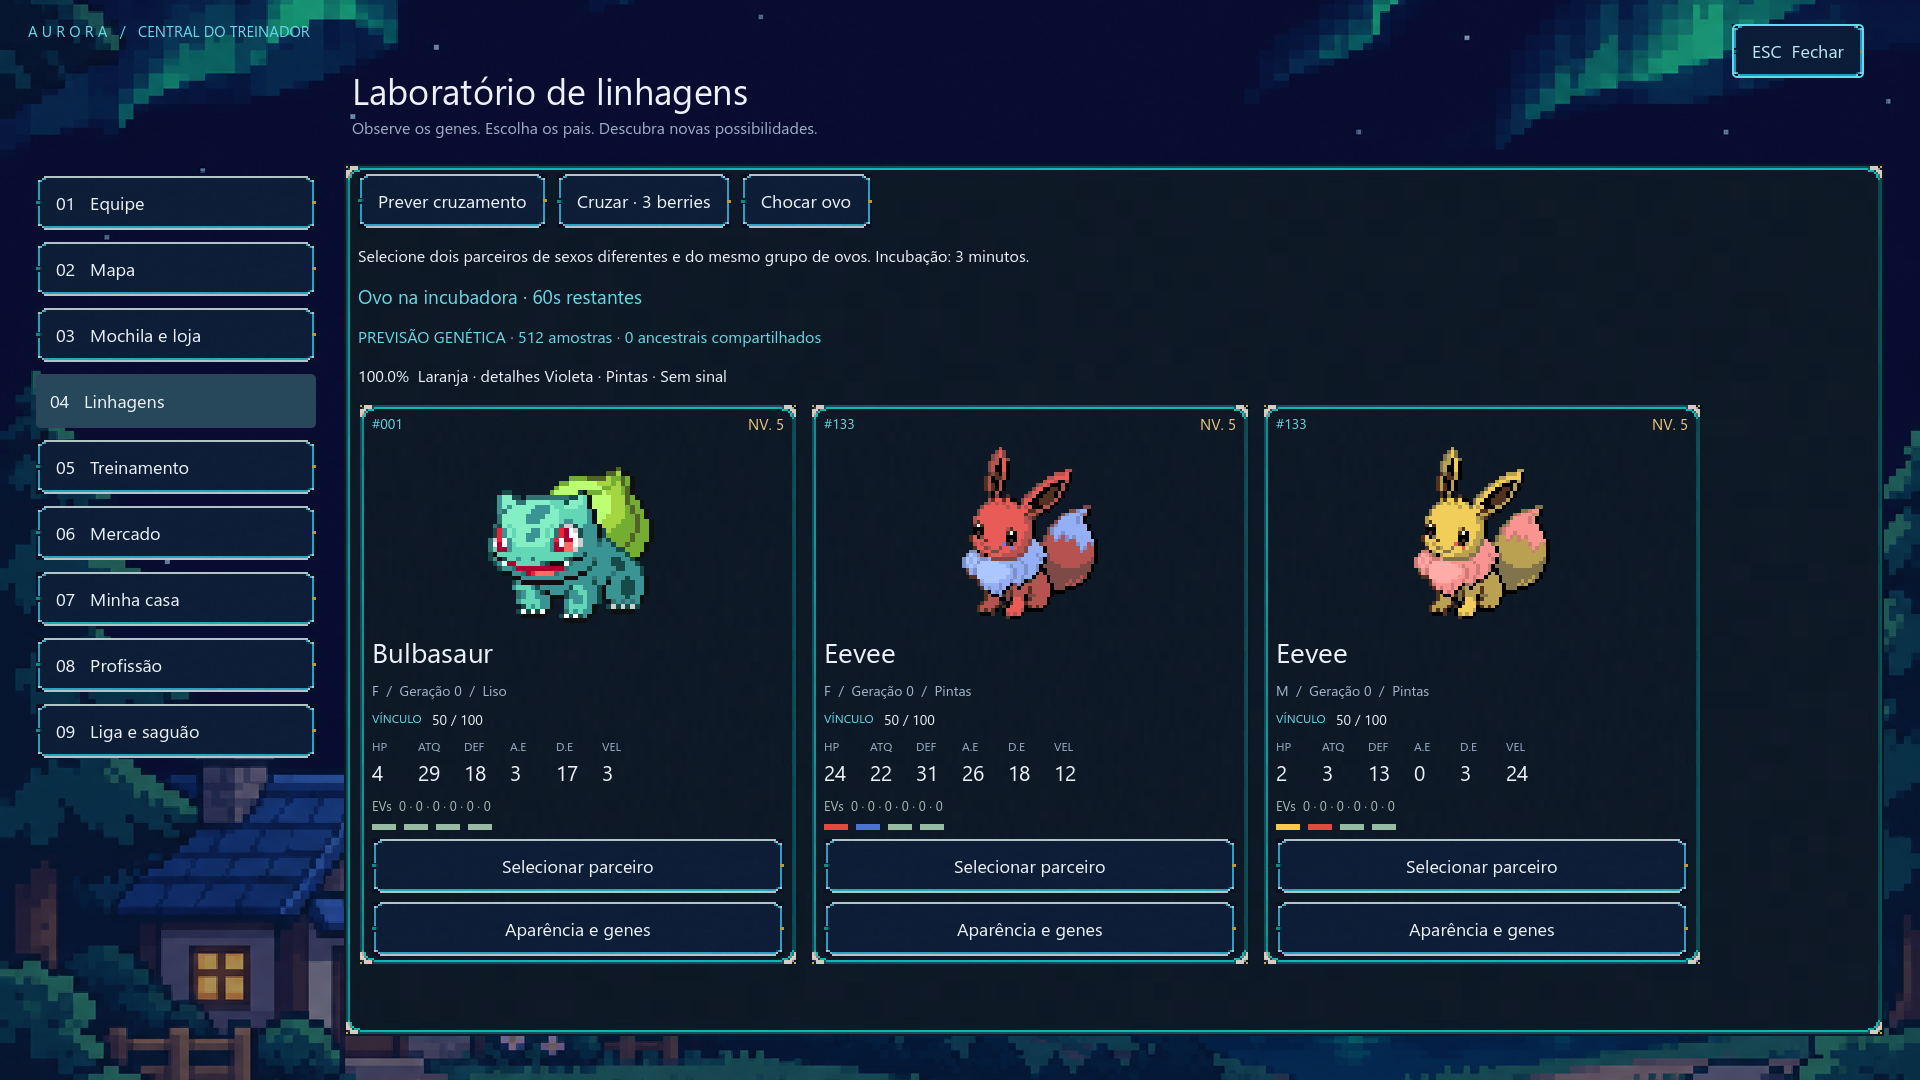 AURORA / CENTRAL DO TREINADOR
ESC Fechar
Laboratório de linhagens
Observe os genes. Escolha os pais. Descubra novas possibilidades.
01 Equipe
02 Mapa
03 Mochila e loja
04 Linhagens
05 Treinamento
06 Mercado
07 Minha casa
08 Profissão
09 Liga e saguão
Prever cruzamento
Cruzar · 3 berries
Chocar ovo
Selecione dois parceiros de sexos diferentes e do mesmo grupo de ovos. Incubação: 3 minutos.
Ovo na incubadora · 60s restantes
PREVISÃO GENÉTICA · 512 amostras · 0 ancestrais compartilhados
100.0% Laranja · detalhes Violeta · Pintas · Sem sinal
#001 NV. 5
Bulbasaur
F / Geração 0 / Liso
VÍNCULO 50 / 100
HP ATQ DEF A.E D.E VEL
4 29 18 3 17 3
EVs 0 · 0 · 0 · 0 · 0 · 0
Selecionar parceiro
Aparência e genes
#133 NV. 5
Eevee
F / Geração 0 / Pintas
VÍNCULO 50 / 100
HP ATQ DEF A.E D.E VEL
24 22 31 26 18 12
EVs 0 · 0 · 0 · 0 · 0 · 0
Selecionar parceiro
Aparência e genes
#133 NV. 5
Eevee
M / Geração 0 / Pintas
VÍNCULO 50 / 100
HP ATQ DEF A.E D.E VEL
2 3 13 0 3 24
EVs 0 · 0 · 0 · 0 · 0 · 0
Selecionar parceiro
Aparência e genes